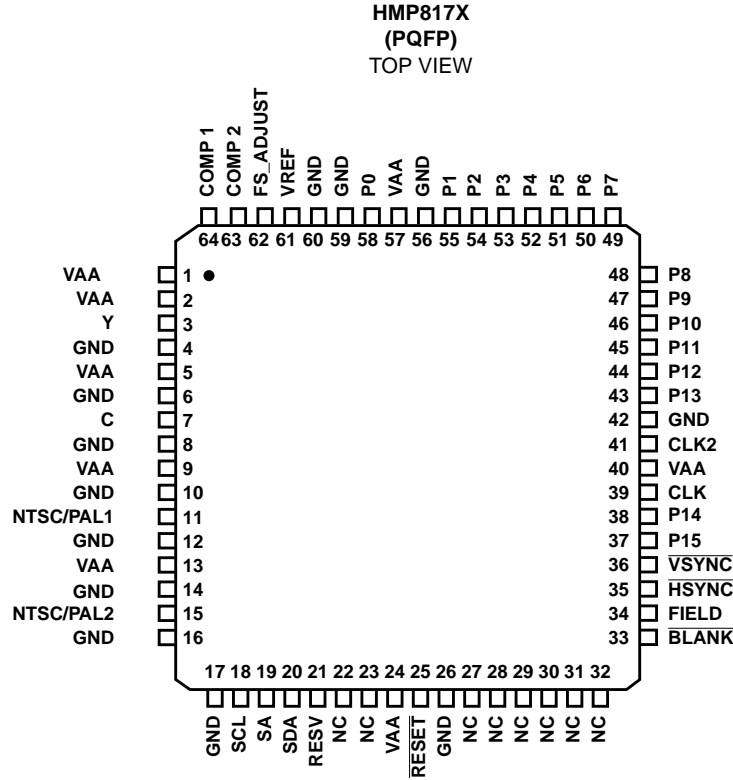 HMP817X
(PQFP)
TOP VIEW
COMP 1 COMP 2 FS_ADJUST VREF GND GND P0 VAA GND P1 P2 P3 P4 P5 P6 P7
64 63 62 61 60 59 58 57 56 55 54 53 52 51 50 49
VAA 1 48 P8
VAA 2 47 P9
Y 3 46 P10
GND 4 45 P11
VAA 5 44 P12
GND 6 43 P13
C 7 42 GND
GND 8 41 CLK2
VAA 9 40 VAA
GND 10 39 CLK
NTSC/PAL1 11 38 P14
GND 12 37 P15
VAA 13 36 VSYNC
GND 14 35 HSYNC
NTSC/PAL2 15 34 FIELD
GND 16 33 BLANK
17 18 19 20 21 22 23 24 25 26 27 28 29 30 31 32
GND SCL SA SDA RESV NC NC VAA RESET GND NC NC NC NC NC NC